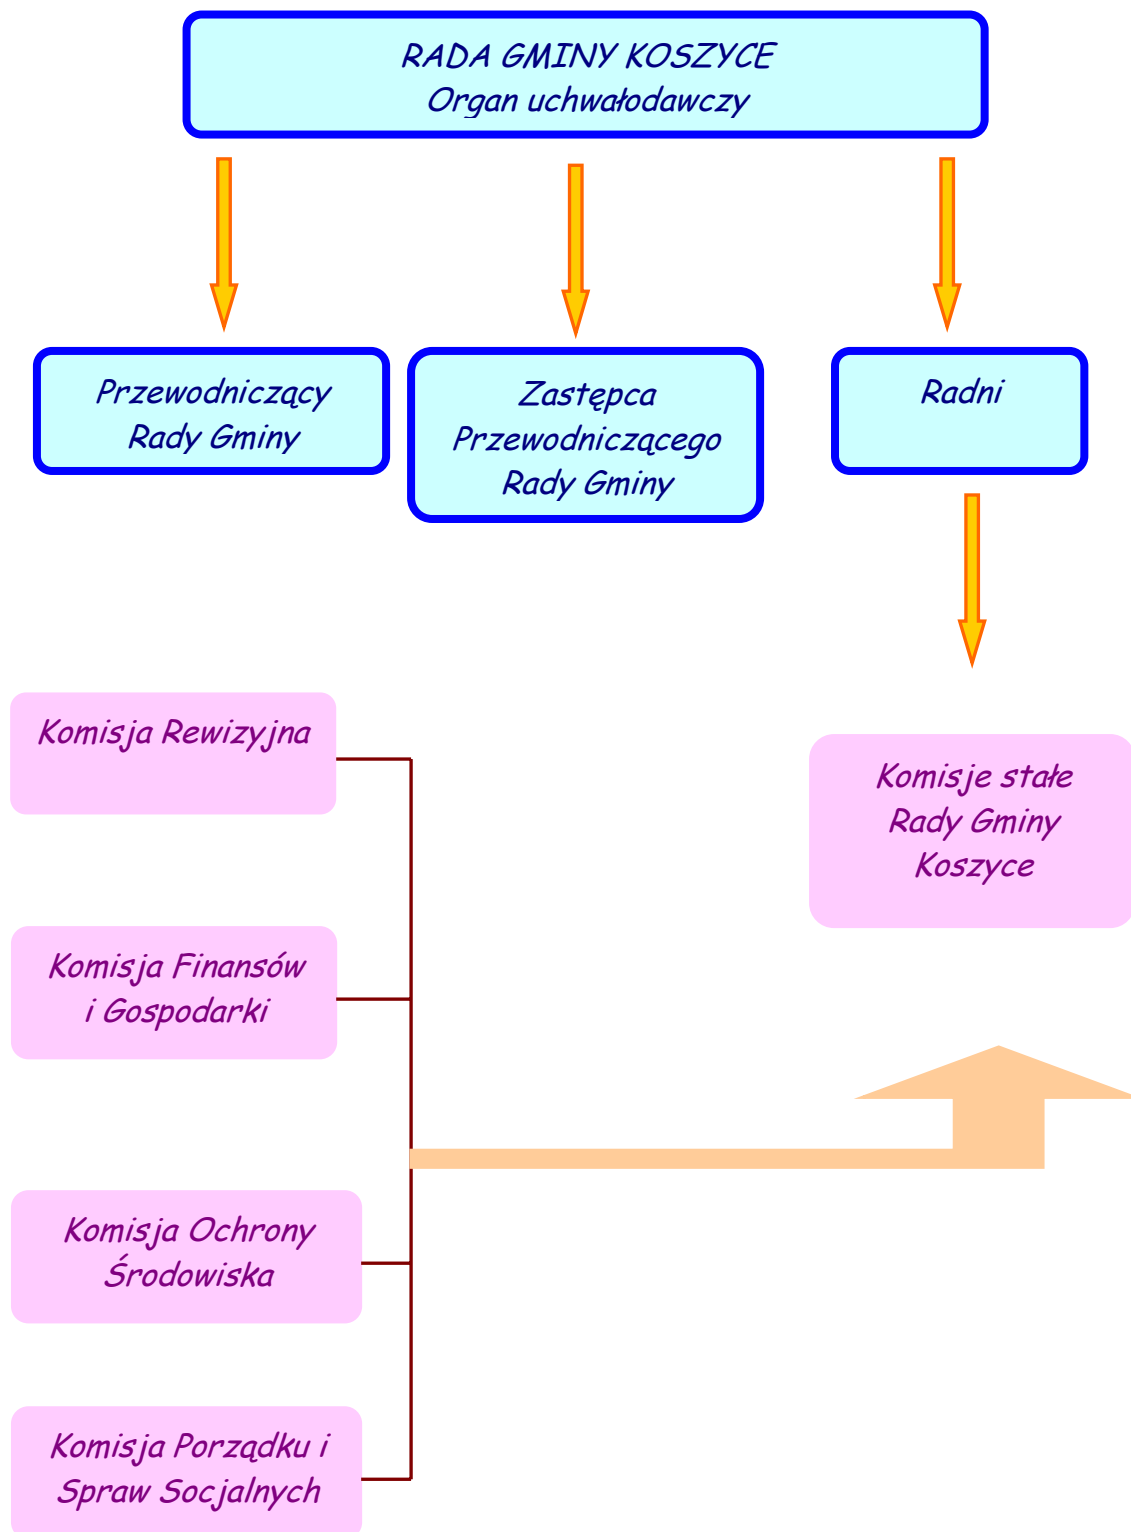 RADA GMINY KOSZYCE
Organ uchwałodawczy
Przewodniczący
Rady Gminy
Zastępca
Przewodniczącego
Rady Gminy
Radni
Komisja Rewizyjna
Komisje stałe
Rady Gminy
Koszyce
Komisja Finansów
i Gospodarki
Komisja Ochrony
Środowiska
Komisja Porządku i
Spraw Socjalnych